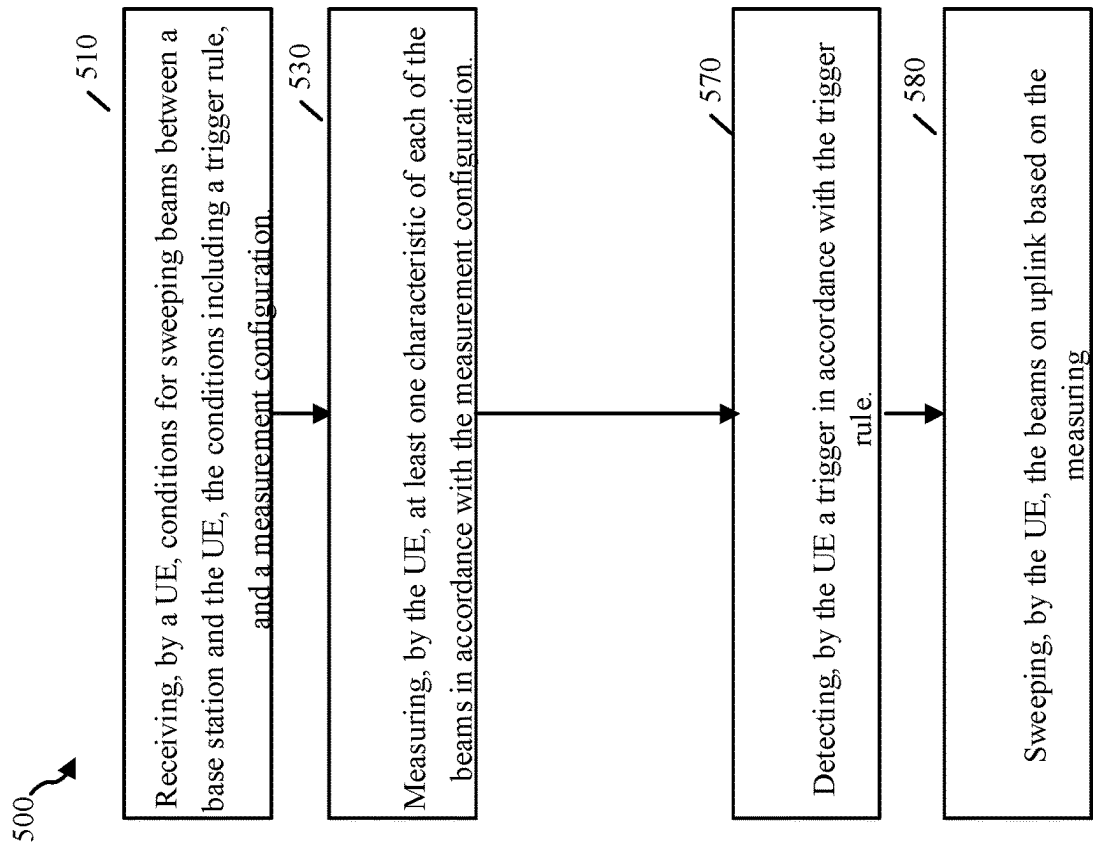 500
510
Receiving, by a UE, conditions for sweeping beams between a
base station and the UE, the conditions including a trigger rule,
and a measurement configuration.
530
Measuring, by the UE, at least one characteristic of each of the
beams in accordance with the measurement configuration.
570
Detecting, by the UE a trigger in accordance with the trigger
rule.
580
Sweeping, by the UE, the beams on uplink based on the
measuring